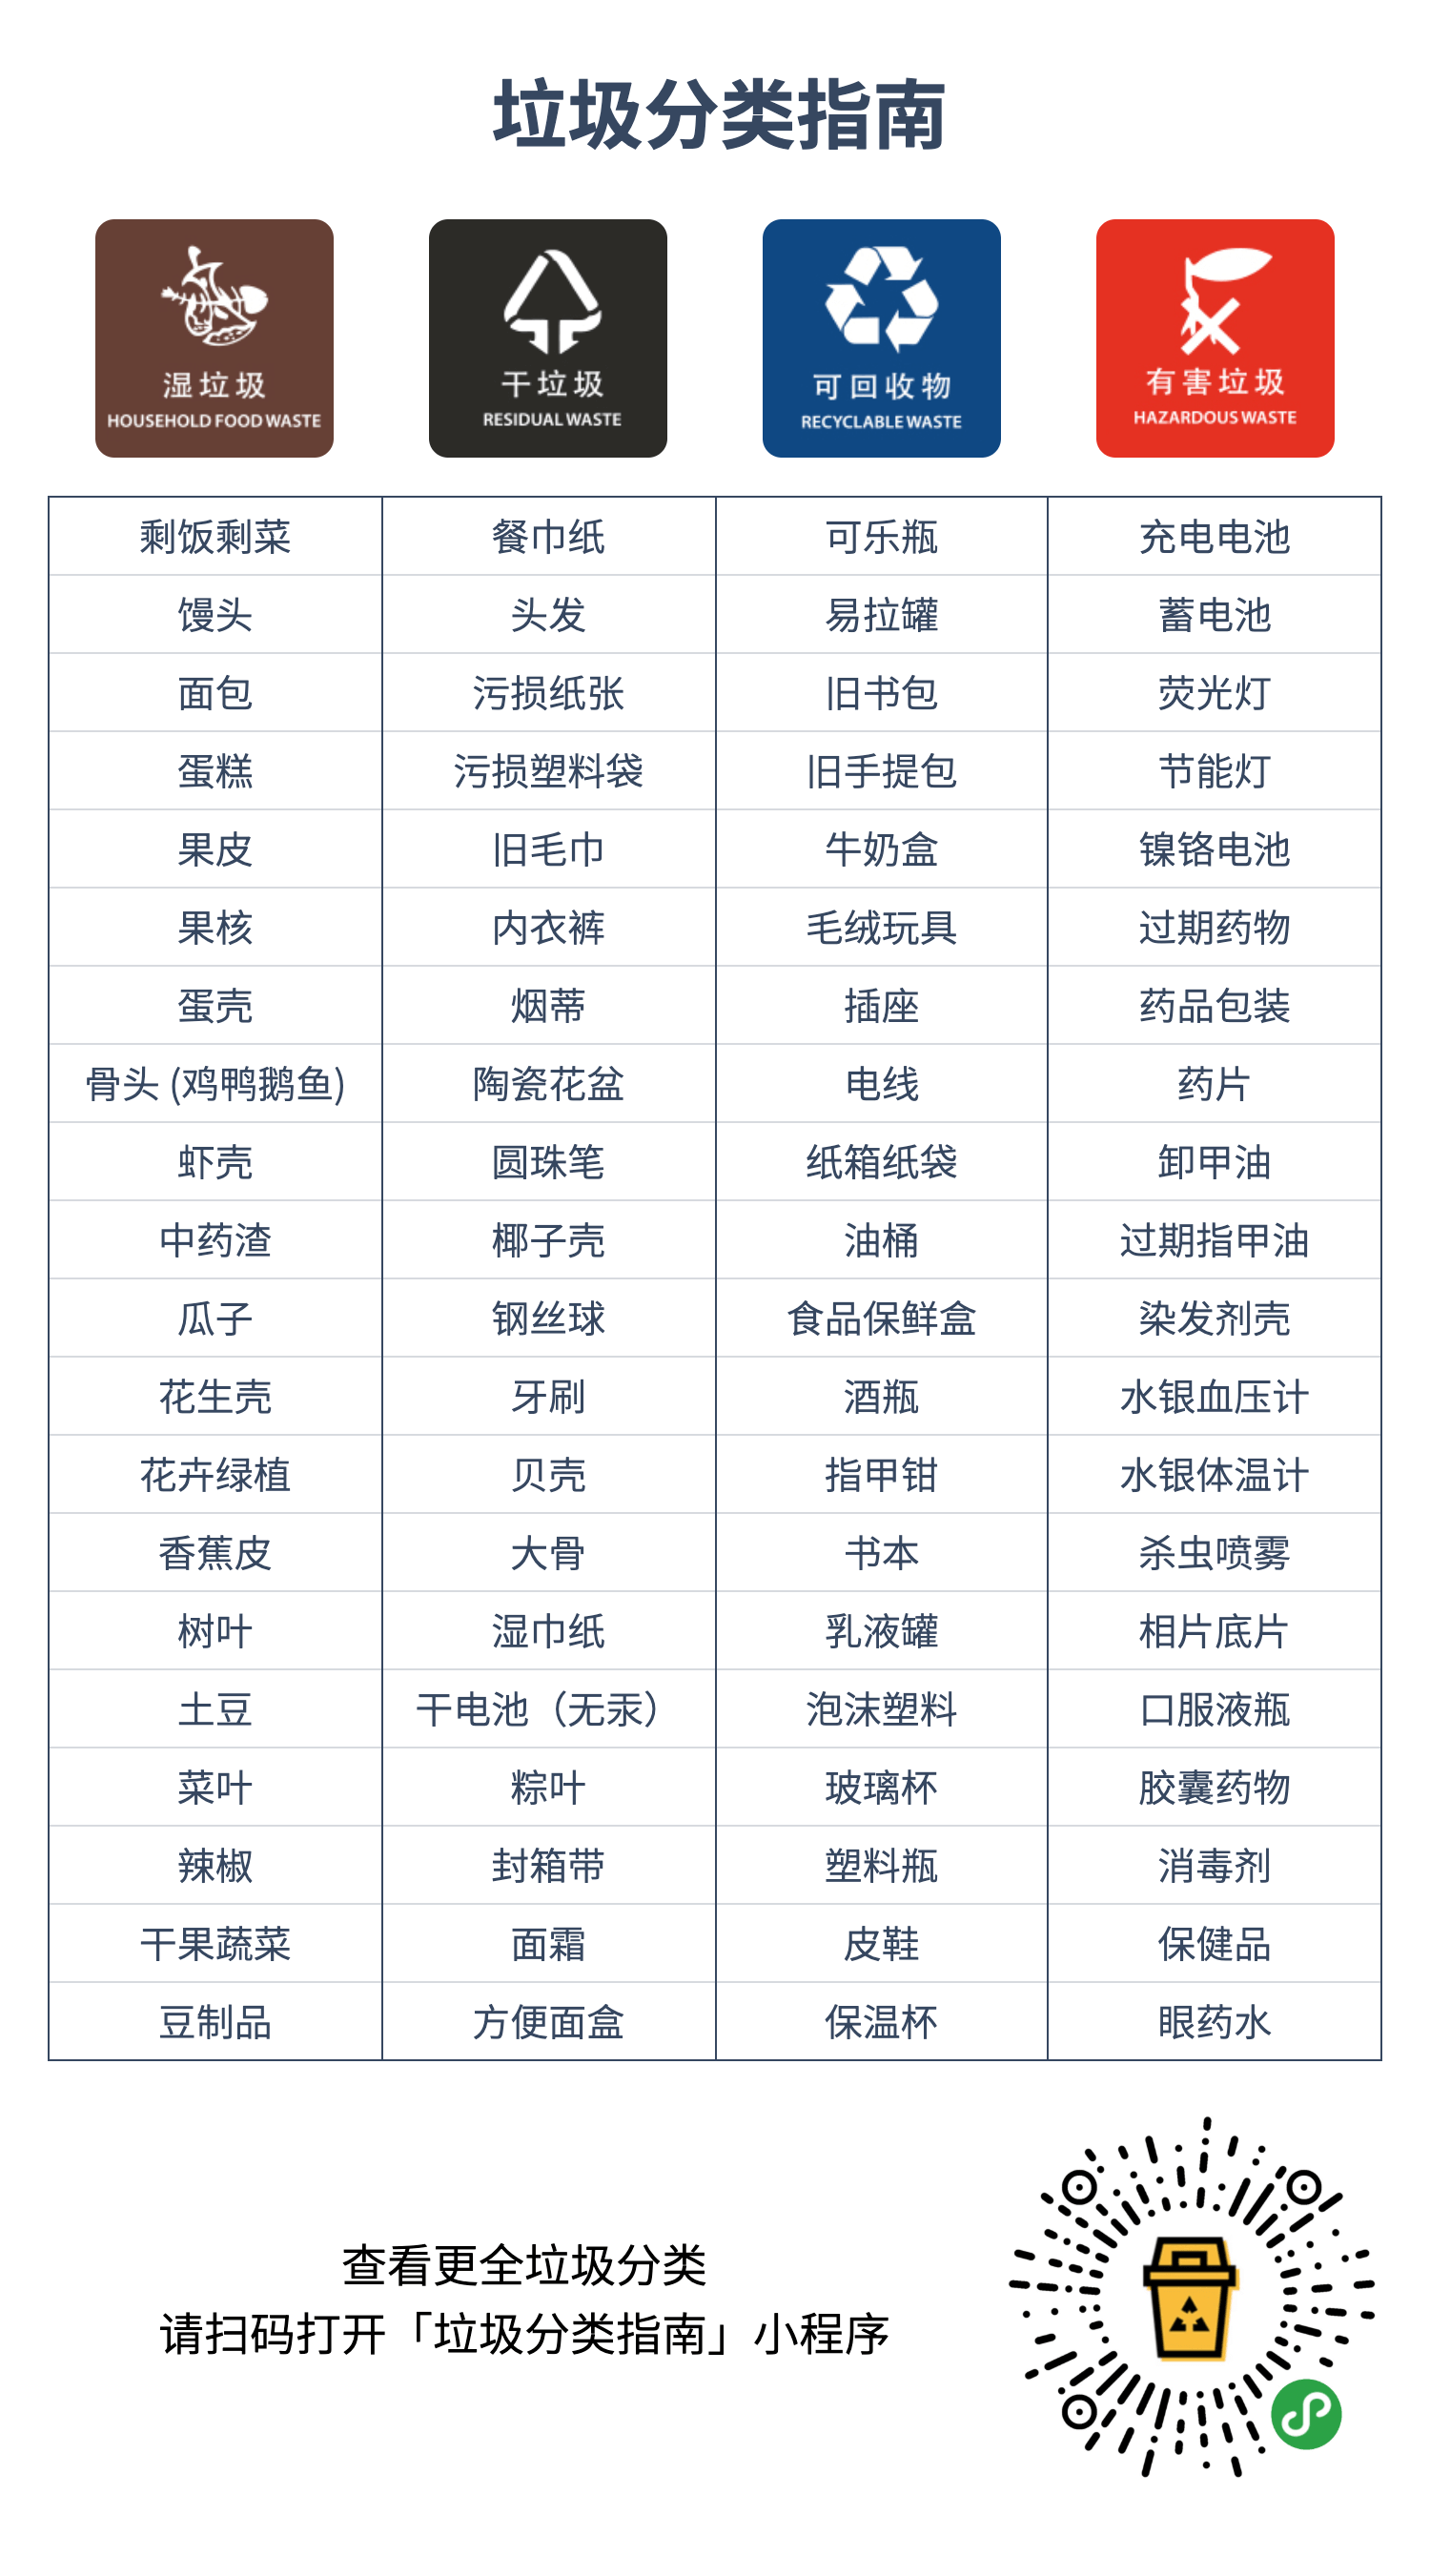 垃圾分类指南
湿垃圾
HOUSEHOLD FOOD WASTE
干垃圾
RESIDUAL WASTE
可回收物
RECYCLABLE WASTE
有害垃圾
HAZARDOUS WASTE
剩饭剩菜 餐巾纸 可乐瓶 充电电池
馒头 头发 易拉罐 蓄电池
面包 污损纸张 旧书包 荧光灯
蛋糕 污损塑料袋 旧手提包 节能灯
果皮 旧毛巾 牛奶盒 镍铬电池
果核 内衣裤 毛绒玩具 过期药物
蛋壳 烟蒂 插座 药品包装
骨头 (鸡鸭鹅鱼) 陶瓷花盆 电线 药片
虾壳 圆珠笔 纸箱纸袋 卸甲油
中药渣 椰子壳 油桶 过期指甲油
瓜子 钢丝球 食品保鲜盒 染发剂壳
花生壳 牙刷 酒瓶 水银血压计
花卉绿植 贝壳 指甲钳 水银体温计
香蕉皮 大骨 书本 杀虫喷雾
树叶 湿巾纸 乳液罐 相片底片
土豆 干电池（无汞） 泡沫塑料 口服液瓶
菜叶 粽叶 玻璃杯 胶囊药物
辣椒 封箱带 塑料瓶 消毒剂
干果蔬菜 面霜 皮鞋 保健品
豆制品 方便面盒 保温杯 眼药水
查看更全垃圾分类
请扫码打开「垃圾分类指南」小程序